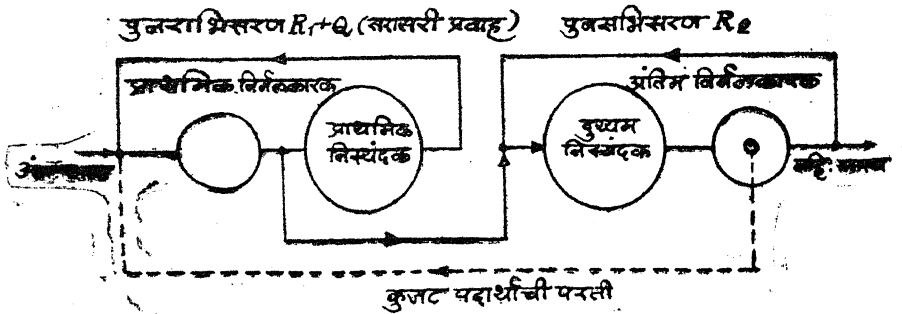 पुनराभिसरण R₁+Q (सरासरी प्रवाह)
पुनराभिसरण R₂
प्राथमिक निर्मलकारक
अंतिम निर्मलकारक
प्राथमिक
निस्यंदक
दुय्यम
निस्यंदक
कुजट पदार्थाची परती